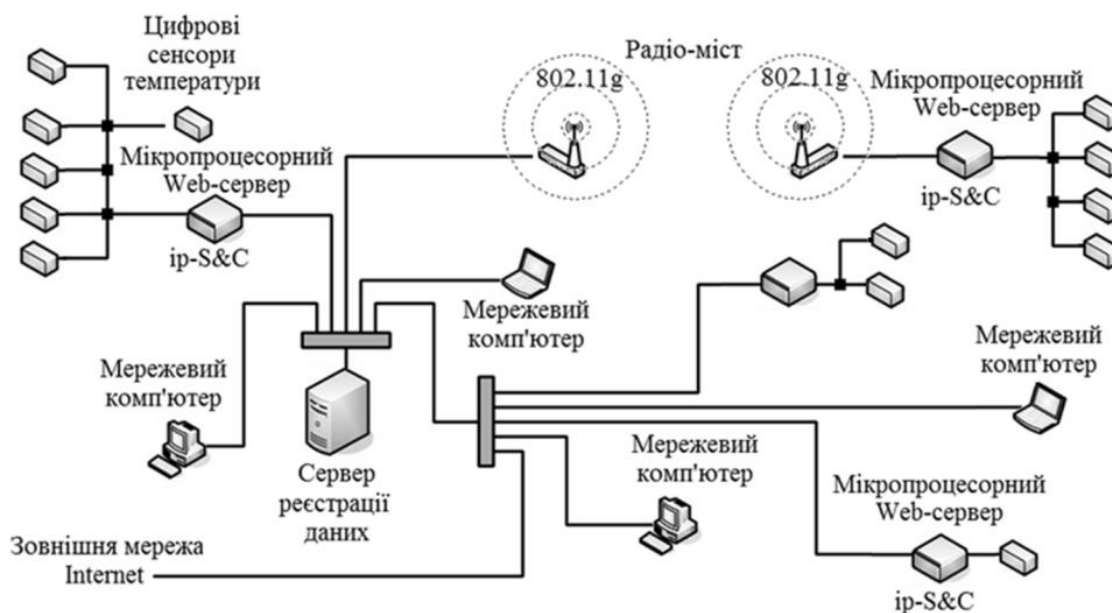 Цифрові
сенсори
температури
Мікропроцесорний
Web-сервер
ip-S&C
Радіо-міст
802.11g
802.11g
Мікропроцесорний
Web-сервер
ip-S&C
Мережевий
комп'ютер
Мережевий
комп'ютер
Мережевий
комп'ютер
Сервер
реєстрації
даних
Мережевий
комп'ютер
Мікропроцесорний
Web-сервер
ip-S&C
Зовнішня мережа
Internet